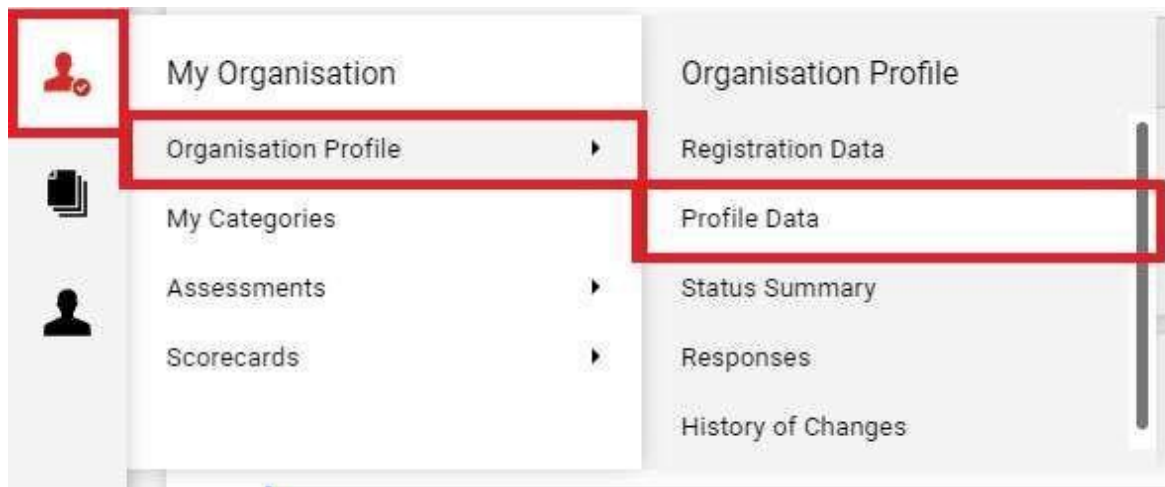 My Organisation
Organisation Profile
My Categories
Assessments
Scorecards
Organisation Profile
Registration Data
Profile Data
Status Summary
Responses
History of Changes